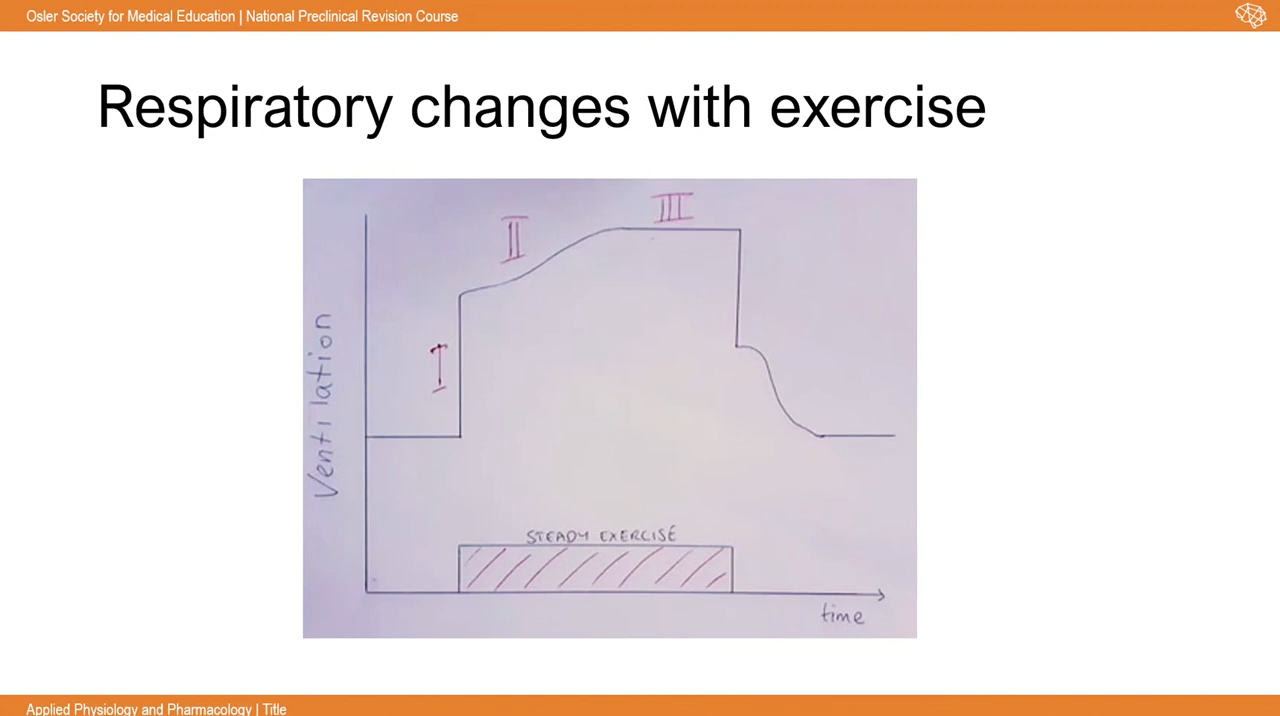 Osler Society for Medical Education | National Preclinical Revision Course
Respiratory changes with exercise
III
II
I
Ventilation
STEADY EXERCISE
time
Applied Physiology and Pharmacology | Title